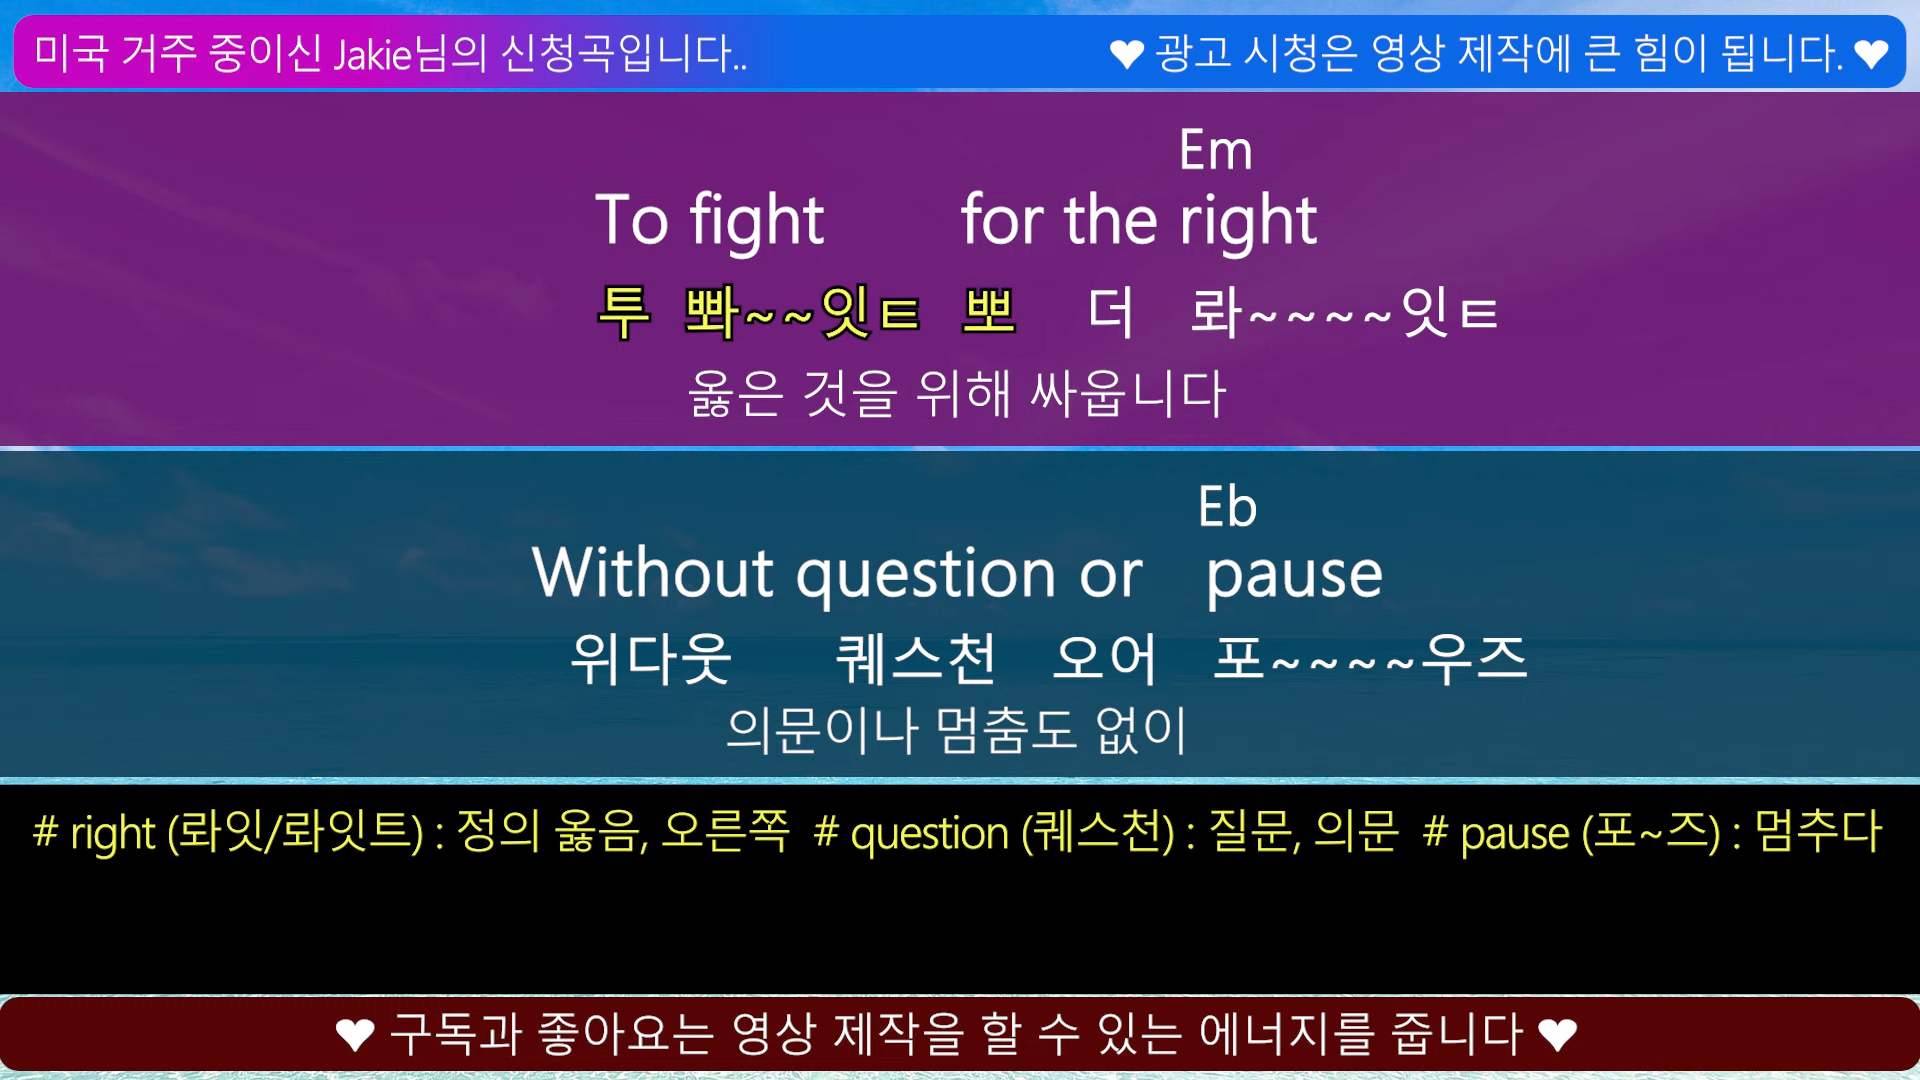 미국 거주 중이신 Jakie님의 신청곡입니다..
♥ 광고 시청은 영상 제작에 큰 힘이 됩니다. ♥
Em
To fight for the right
투 뽜~~잇ㅌ 뽀 더 롸~~~~잇ㅌ
옳은 것을 위해 싸웁니다
Eb
Without question or pause
위다웃 퀘스천 오어 포~~~~우즈
의문이나 멈춤도 없이
# right (롸잇/롸잇트) : 정의 옳음, 오른쪽 # question (퀘스천) : 질문, 의문 # pause (포~즈) : 멈추다
♥ 구독과 좋아요는 영상 제작을 할 수 있는 에너지를 줍니다 ♥